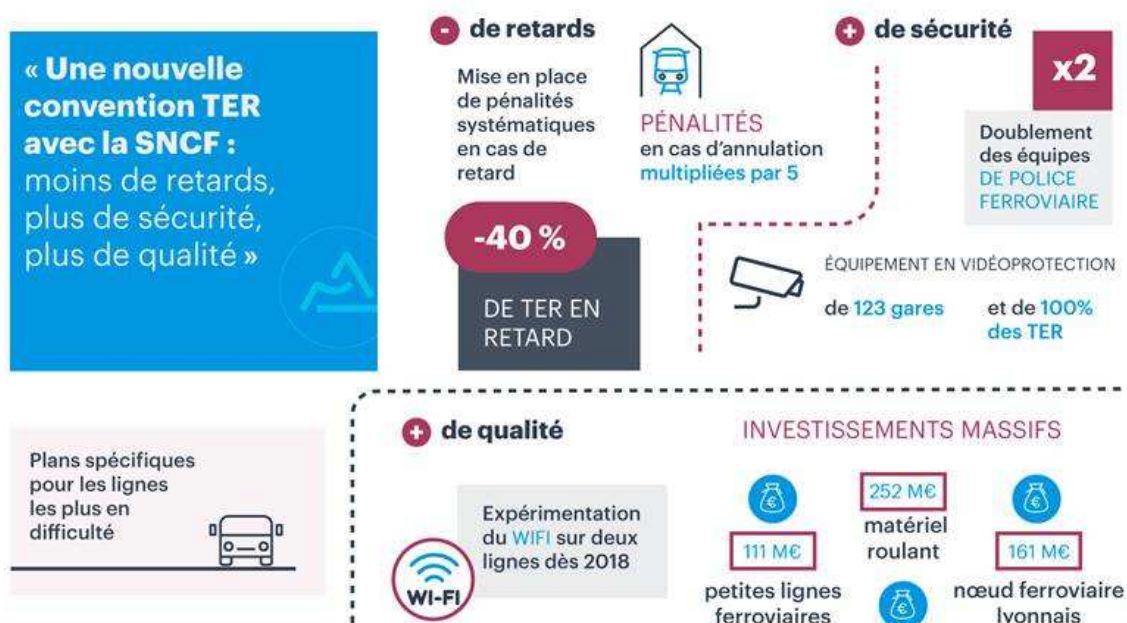 « Une nouvelle
convention TER
avec la SNCF :
moins de retards,
plus de sécurité,
plus de qualité »
- de retards
Mise en place
de pénalités
systématiques
en cas de
retard
PÉNALITÉS
en cas d'annulation
multipliées par 5
-40 %
DE TER EN
RETARD
+ de sécurité
x2
Doublement
des équipes
DE POLICE
FERROVIAIRE
ÉQUIPEMENT EN VIDÉOPROTECTION
de 123 gares
et de 100%
des TER
Plans spécifiques
pour les lignes
les plus en
difficulté
+ de qualité
Expérimentation
du WIFI sur deux
lignes dès 2018
WI-FI
INVESTISSEMENTS MASSIFS
€
111 M€
petites lignes
ferroviaires
252 M€
matériel
roulant
€
€
161 M€
nœud ferroviaire
lyonnais